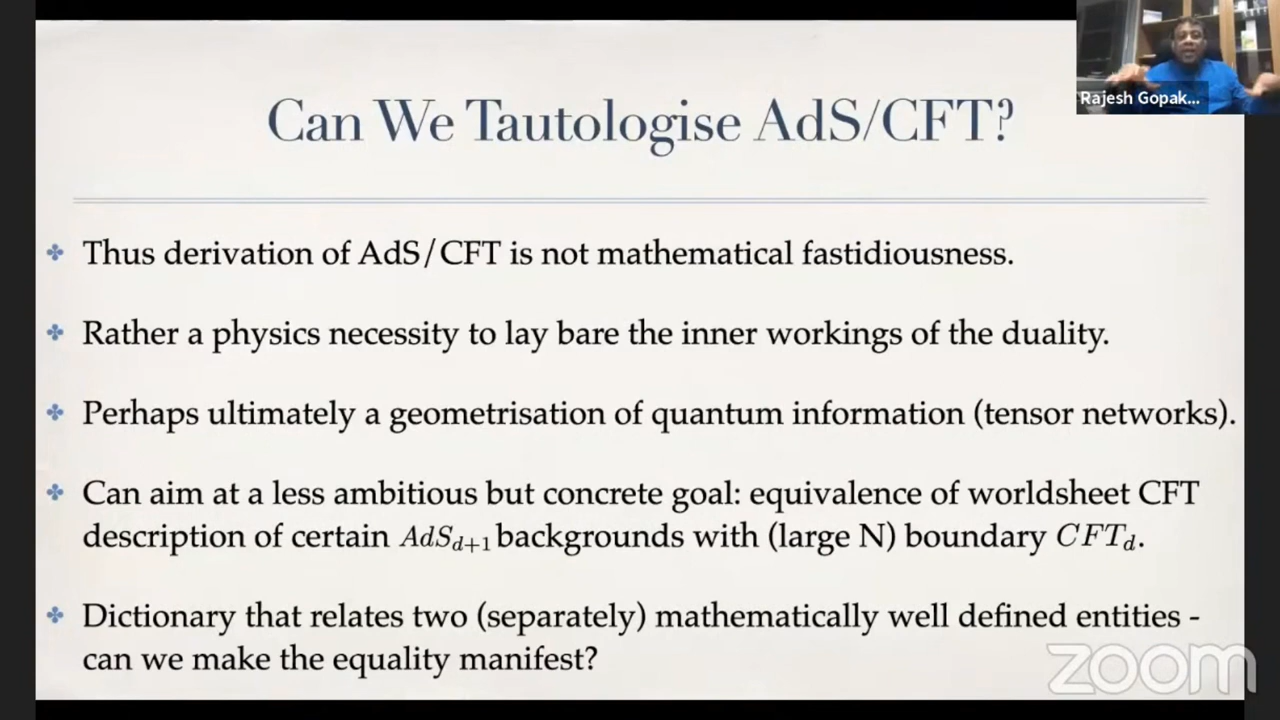 Can We Tautologise AdS/CFT?
Rajesh Gopak...
Thus derivation of AdS/CFT is not mathematical fastidiousness.
Rather a physics necessity to lay bare the inner workings of the duality.
Perhaps ultimately a geometrisation of quantum information (tensor networks).
Can aim at a less ambitious but concrete goal: equivalence of worldsheet CFT
description of certain AdS_{d+1} backgrounds with (large N) boundary CFT_d.
Dictionary that relates two (separately) mathematically well defined entities -
can we make the equality manifest?
zoom